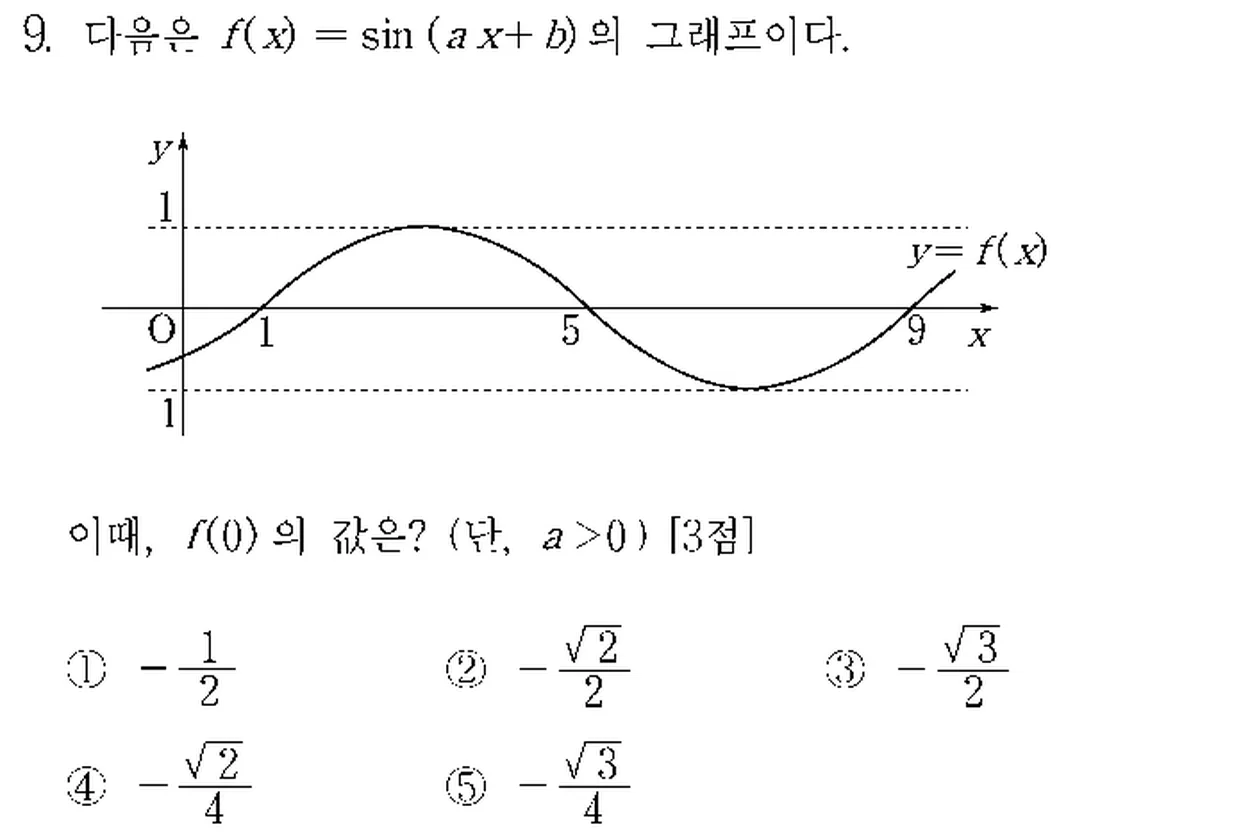 9. 다음은 f(x) = sin (a x+ b)의 그래프이다.
y
1
y= f(x)
O 1 5 9 x
1
이때, f(0)의 값은? (단, a >0) [3점]
① -1/2 ② -√2/2 ③ -√3/2
④ -√2/4 ⑤ -√3/4